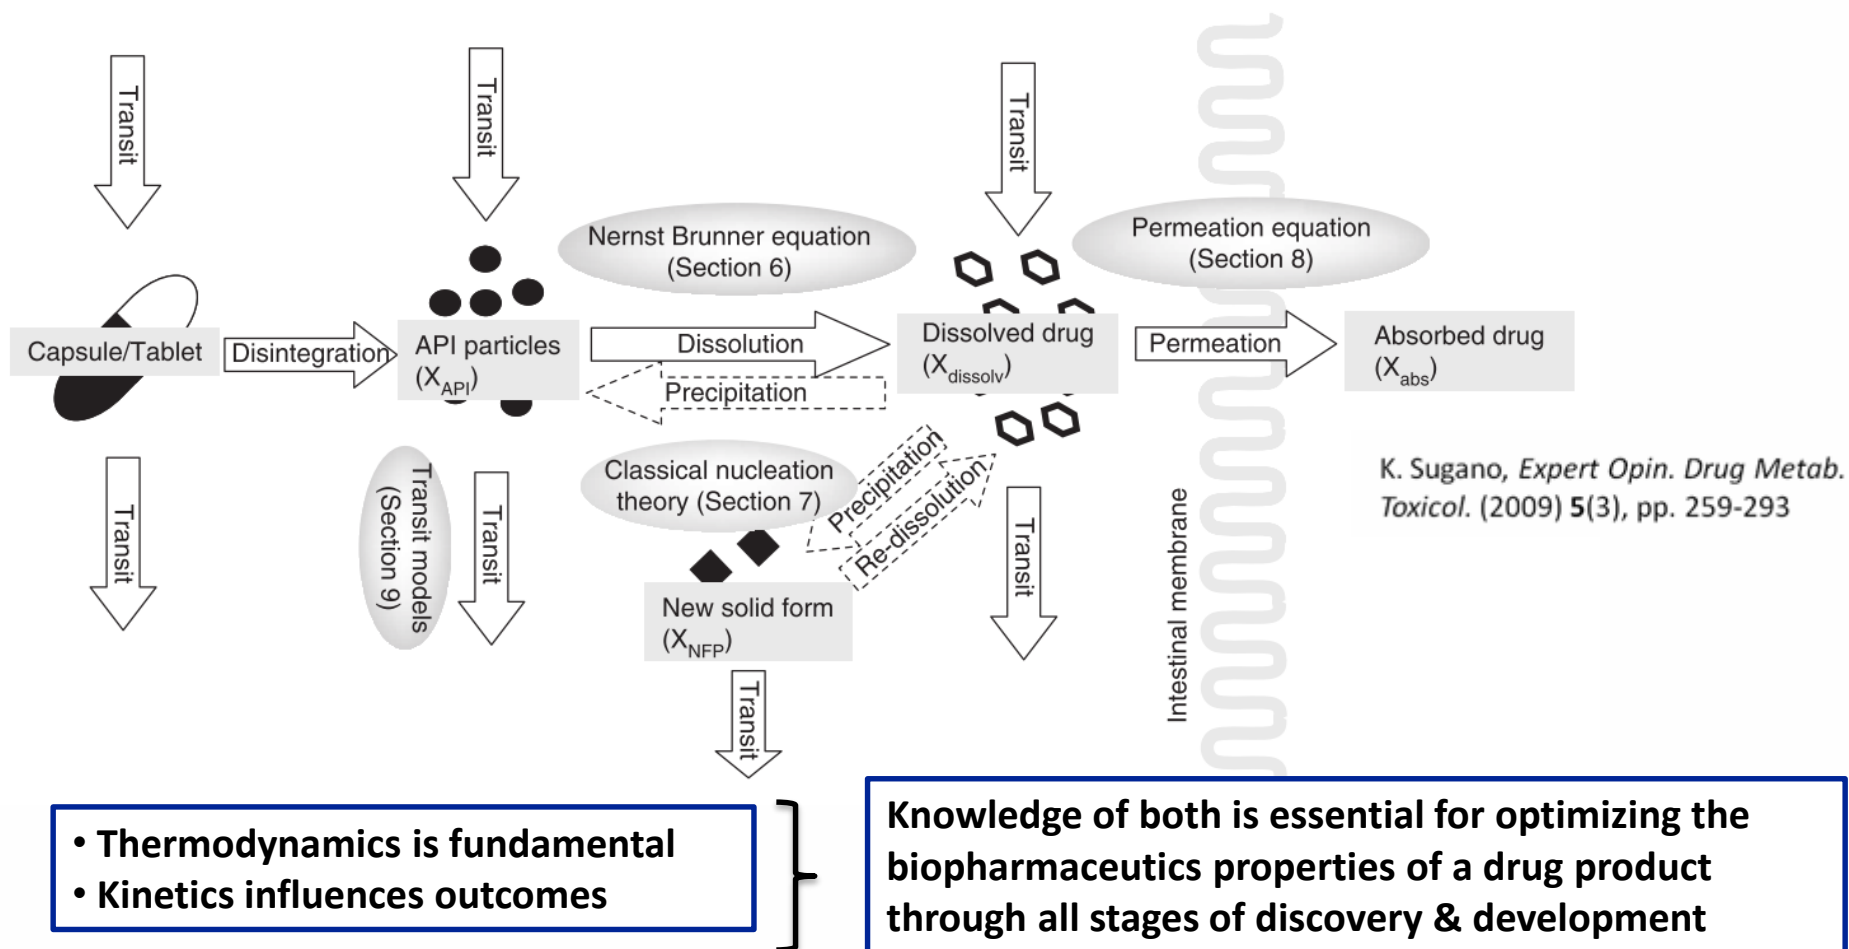 Transit
Transit
Transit
Nernst Brunner equation
(Section 6)
Permeation equation
(Section 8)
Capsule/Tablet
Disintegration
API particles
(X_API)
Dissolution
Precipitation
Dissolved drug
(X_dissolv)
Permeation
Absorbed drug
(X_abs)
Transit
Transit models
(Section 9)
Transit
Classical nucleation
theory (Section 7)
Precipitation
Re-dissolution
Transit
Intestinal membrane
K. Sugano, Expert Opin. Drug Metab.
Toxicol. (2009) 5(3), pp. 259-293
New solid form
(X_NFP)
Transit
• Thermodynamics is fundamental
• Kinetics influences outcomes
Knowledge of both is essential for optimizing the
biopharmaceutics properties of a drug product
through all stages of discovery & development